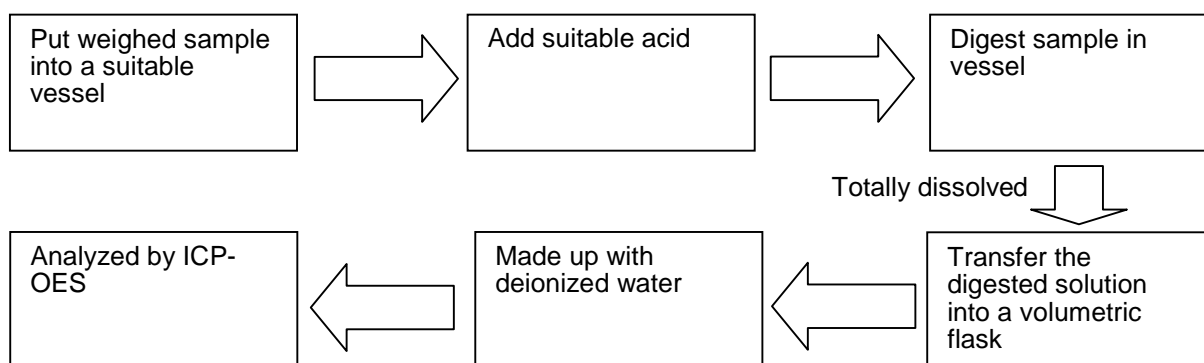 Put weighed sample
into a suitable
vessel
Add suitable acid
Digest sample in
vessel
Totally dissolved
Transfer the
digested solution
into a volumetric
flask
Made up with
deionized water
Analyzed by ICP-
OES